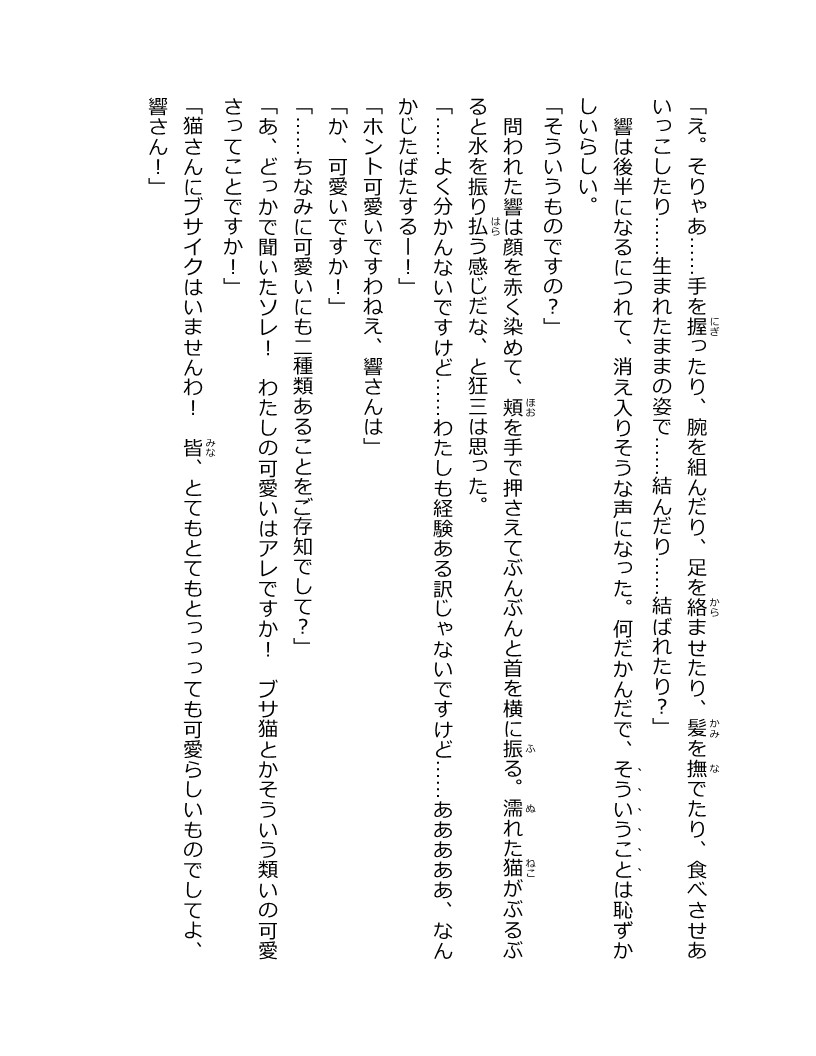 「え。そりゃあ……手を握ったり、腕を組んだり、足を絡ませたり、髪を撫でたり、食べさせあ
いっこしたり……生まれたままの姿で……結んだり……結ばれたり？」
　響は後半になるにつれて、消え入りそうな声になった。何だかんだで、そういうことは恥ずか
しいらしい。
「そういうものですの？」
　問われた響は顔を赤く染めて、頬を手で押さえてぶんぶんと首を横に振る。濡れた猫がぶるぶ
ると水を振り払う感じだな、と狂三は思った。
「……よく分かんないですけど……わたしも経験ある訳じゃないですけど……あああああ、なん
かじたばたするー！」
「ホント可愛いですわねえ、響さんは」
「か、可愛いですか！」
「……ちなみに可愛いにも二種類あることをご存知でして？」
「あ、どっかで聞いたソレ！　わたしの可愛いはアレですか！　ブサ猫とかそういう類いの可愛
さってことですか！」
「猫さんにブサイクはいませんわ！　皆、とてもとてもとっっっても可愛らしいものでしてよ、
響さん！」